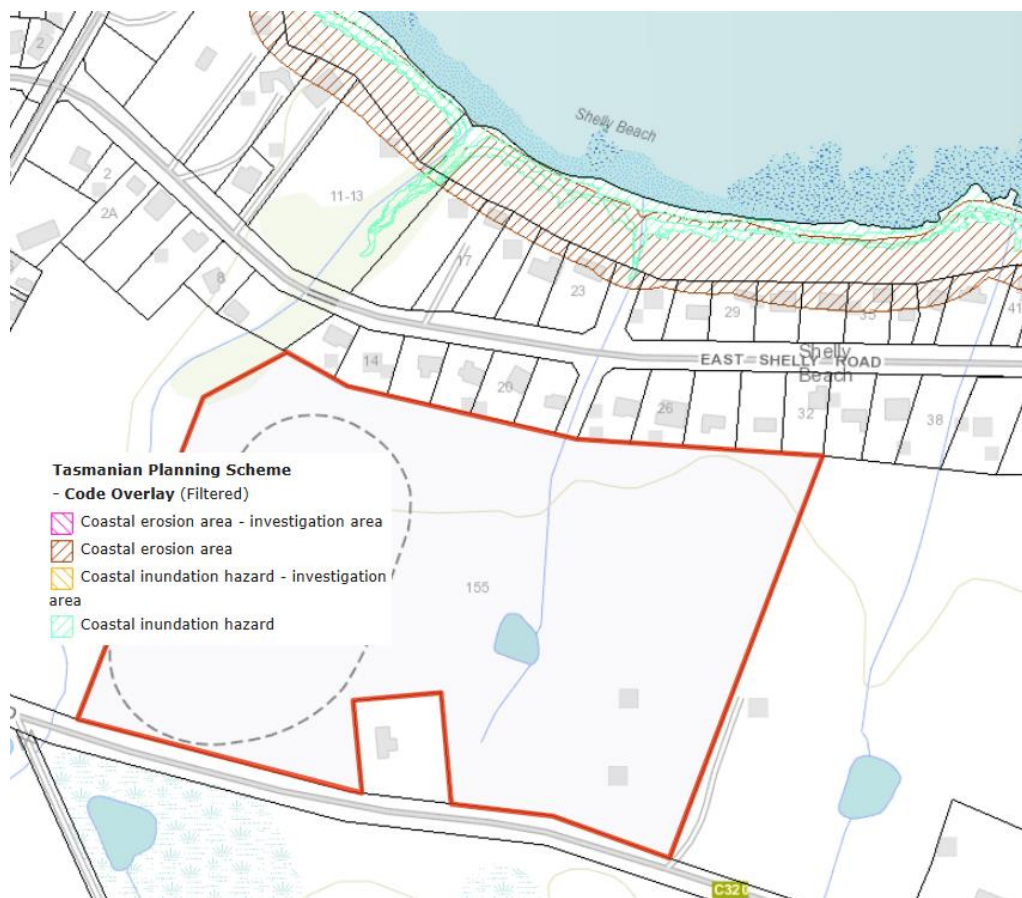 2
Shelly Beach
11-13
2
2A
17
8
23
29
35
41
EAST SHELLY ROAD
Shelly
Beach
14
20
26
32
38
Tasmanian Planning Scheme
- Code Overlay (Filtered)
Coastal erosion area - investigation area
Coastal erosion area
Coastal inundation hazard - investigation
area
Coastal inundation hazard
155
C320